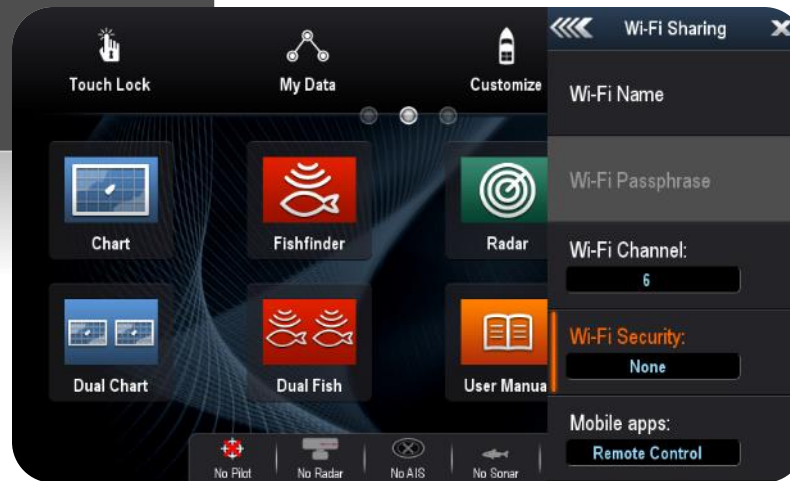 Touch Lock
My Data
Customize
Wi-Fi Sharing
Wi-Fi Name
Wi-Fi Passphrase
Wi-Fi Channel:
6
Wi-Fi Security:
None
Mobile apps:
Remote Control
Chart
Fishfinder
Radar
Dual Chart
Dual Fish
User Manua
No Pilot
No Radar
No AIS
No Sonar